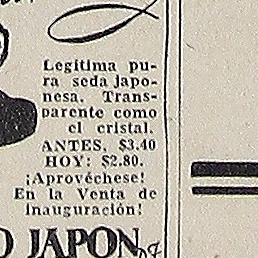 Legítima pu-
ra seda japo-
nesa. Trans-
parente como
el cristal.
ANTES, $3.40
HOY: $2.80.
¡Aprovéchese!
En la Venta de
inauguración!
O JAPON